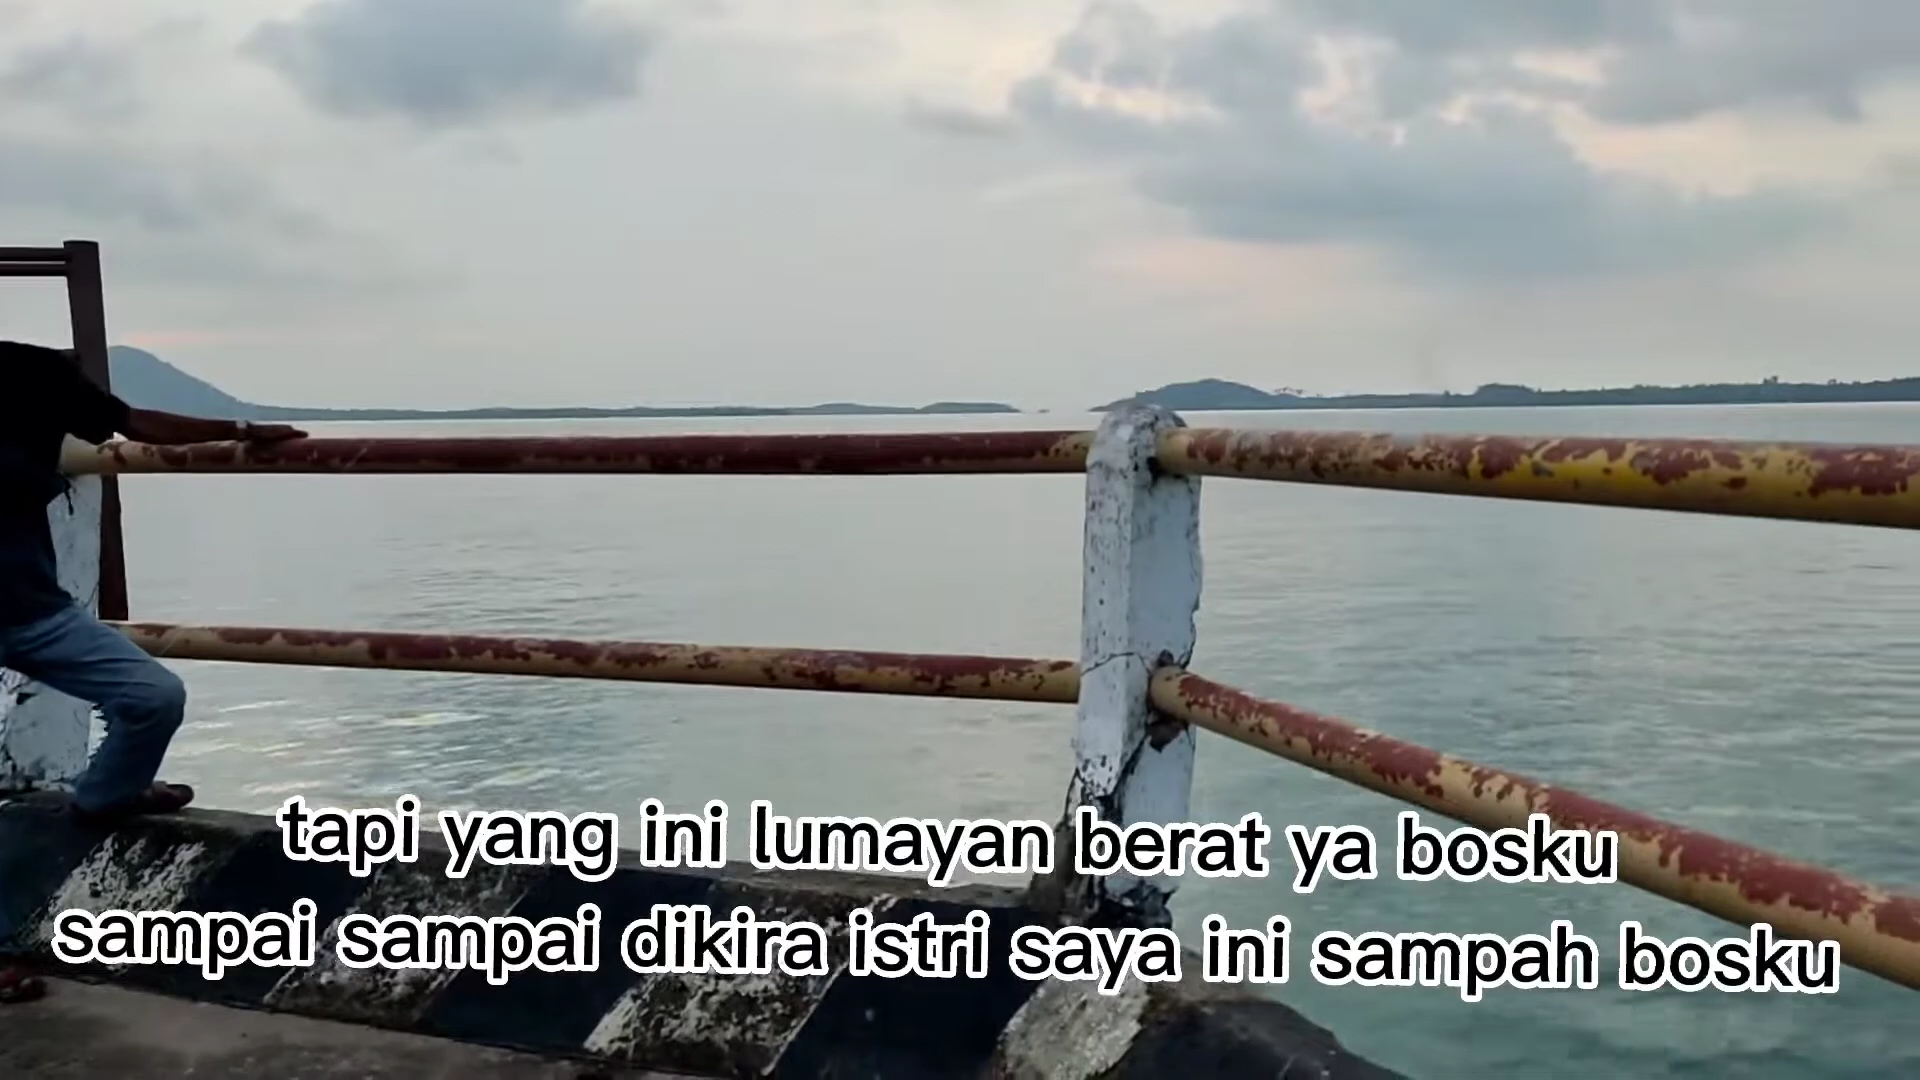 tapi yang ini lumayan berat ya bosku
sampai sampai dikira istri saya ini sampah bosku